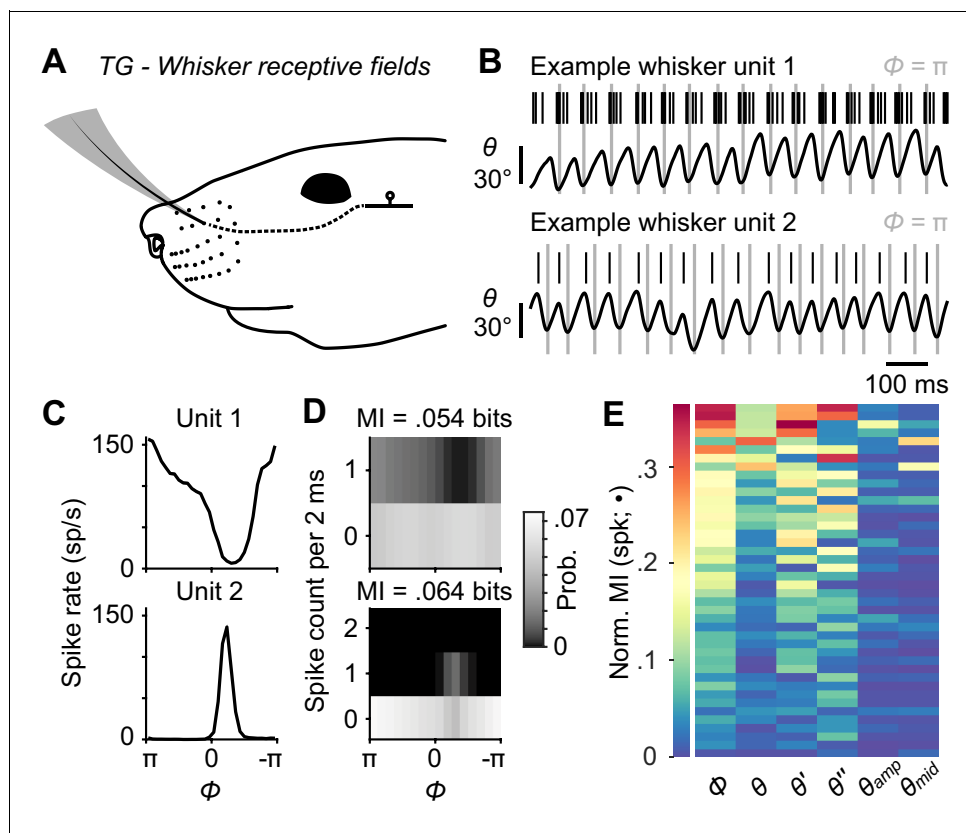 A TG - Whisker receptive fields
B
Example whisker unit 1 Φ = π
θ
30°
Example whisker unit 2 Φ = π
θ
30°
100 ms
C
Unit 1
150
0
Unit 2
150
0
π 0 -π
Φ
Spike rate (sp/s)
D
MI = .054 bits
1
0
MI = .064 bits
2
1
0
π 0 -π
Φ
Spike count per 2 ms
.07
Prob.
0
E
Norm. MI (spk; •)
.3
.2
.1
0
Φ θ θ' θ'' θamp θmid